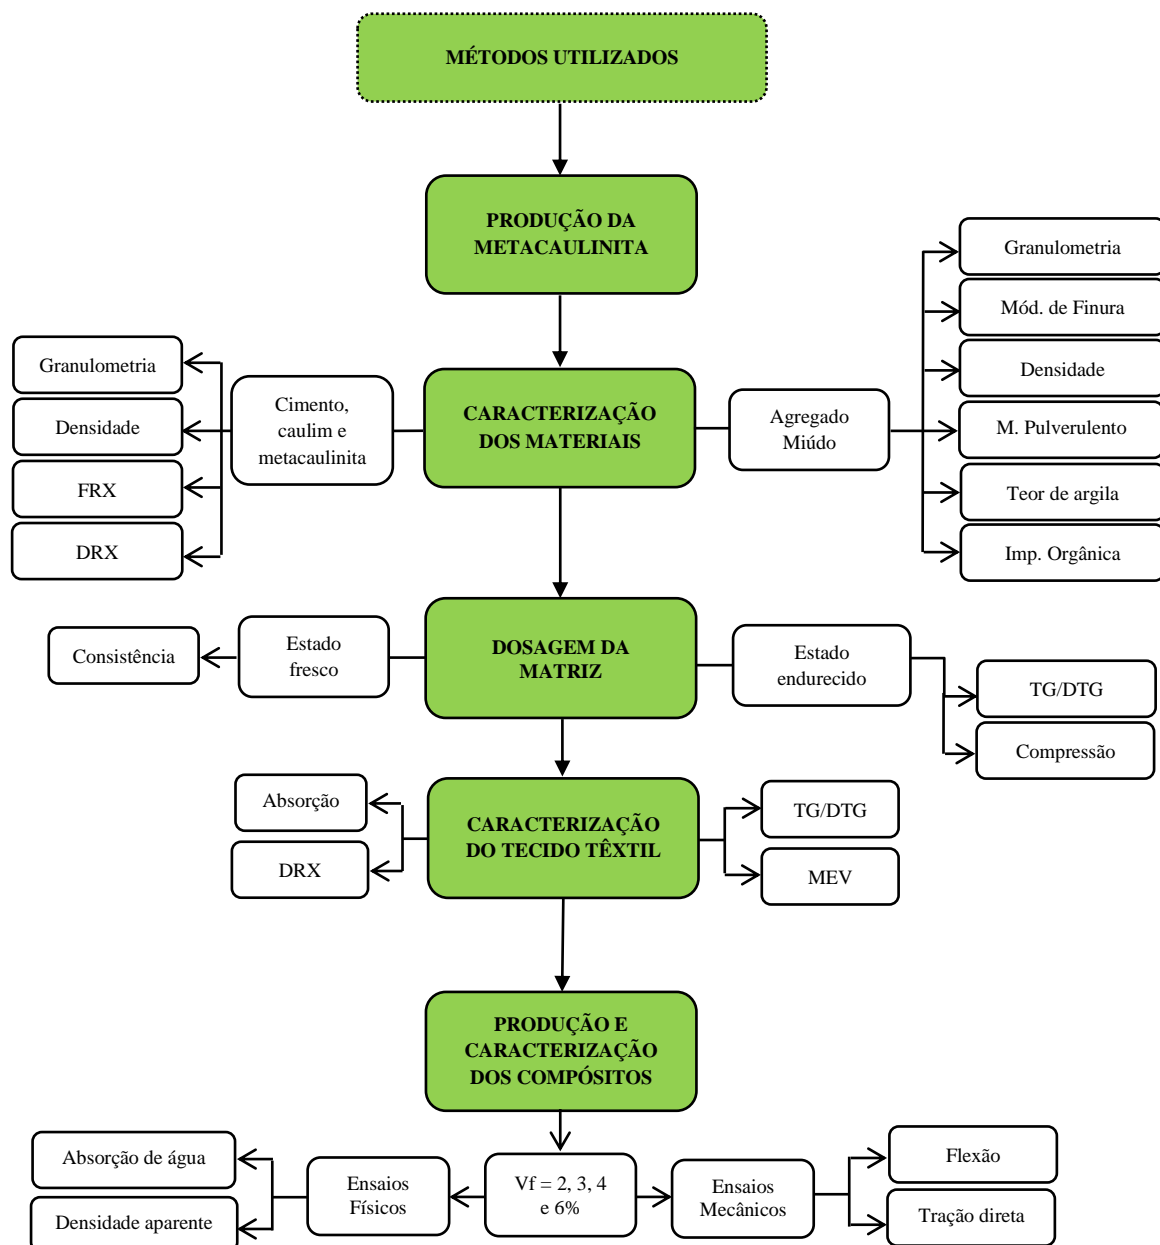 MÉTODOS UTILIZADOS
PRODUÇÃO DA
METACAULINITA
Granulometria
Mód. de Finura
Densidade
M. Pulverulento
Teor de argila
Imp. Orgânica
Agregado
Miúdo
CARACTERIZAÇÃO
DOS MATERIAIS
Cimento,
caulim e
metacaulinita
Granulometria
Densidade
FRX
DRX
Consistência
Estado
fresco
DOSAGEM DA
MATRIZ
Estado
endurecido
TG/DTG
Compressão
Absorção
DRX
CARACTERIZAÇÃO
DO TECIDO TÊXTIL
TG/DTG
MEV
PRODUÇÃO E
CARACTERIZAÇÃO
DOS COMPÓSITOS
Absorção de água
Densidade aparente
Ensaios
Físicos
Vf = 2, 3, 4
e 6%
Ensaios
Mecânicos
Flexão
Tração direta